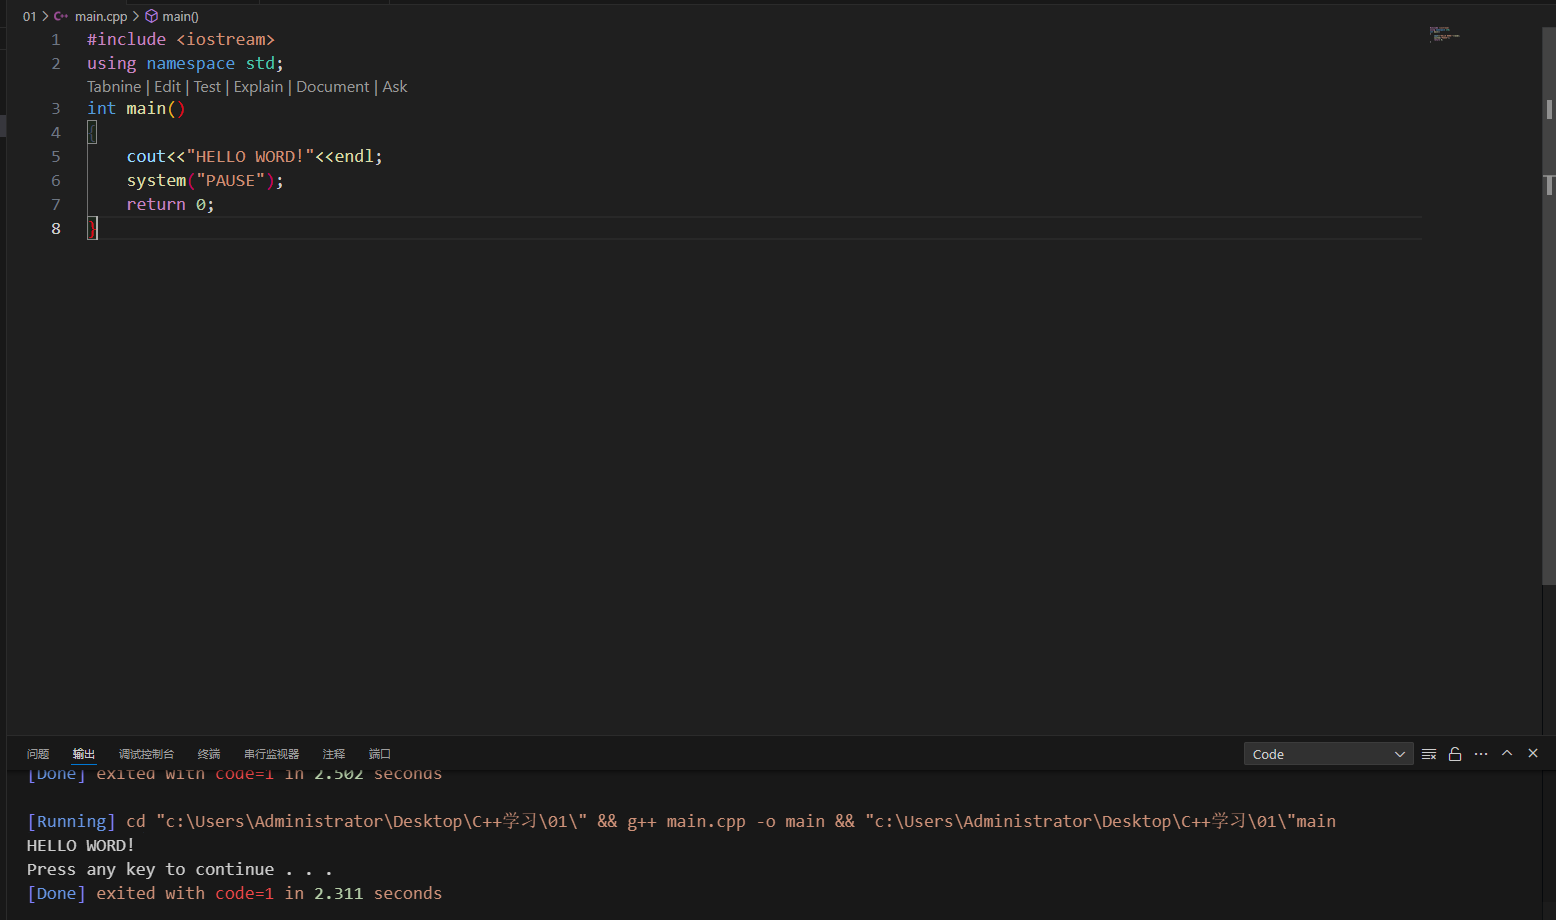 01 > C++ main.cpp > main()
1 #include <iostream>
2 using namespace std;
Tabnine | Edit | Test | Explain | Document | Ask
3 int main()
4 {
5 cout<<"HELLO WORD!"<<endl;
6 system("PAUSE");
7 return 0;
8 }
问题 输出 调试控制台 终端 串行监视器 注释 端口 Code
[Done] exited with code=1 in 2.502 seconds
[Running] cd "c:\Users\Administrator\Desktop\C++学习\01\" && g++ main.cpp -o main && "c:\Users\Administrator\Desktop\C++学习\01\"main
HELLO WORD!
Press any key to continue . . .
[Done] exited with code=1 in 2.311 seconds